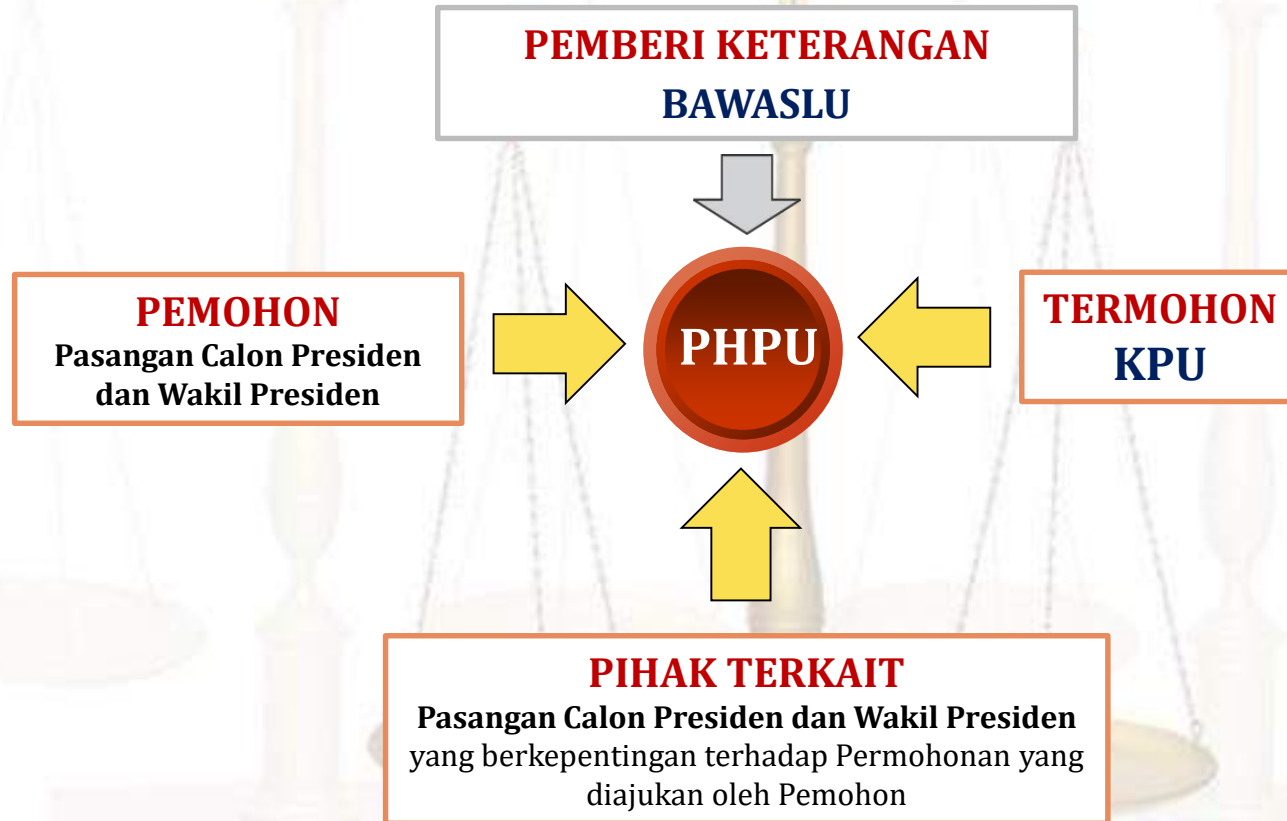 PEMBERI KETERANGAN
BAWASLU
PEMOHON
Pasangan Calon Presiden
dan Wakil Presiden
PHPU
TERMOHON
KPU
PIHAK TERKAIT
Pasangan Calon Presiden dan Wakil Presiden
yang berkepentingan terhadap Permohonan yang
diajukan oleh Pemohon